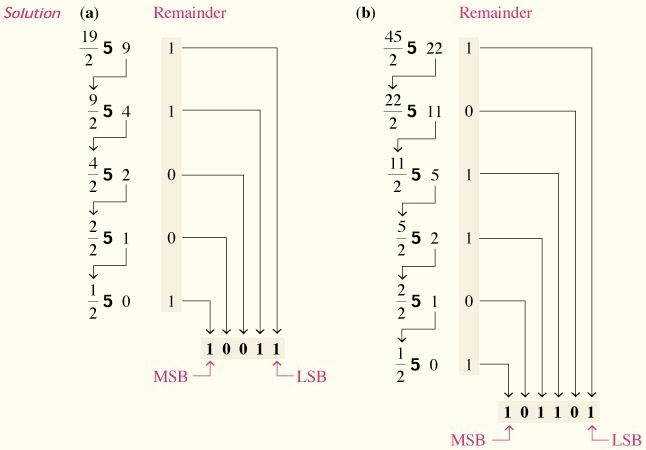 Solution (a) Remainder
19/2 5 9 1
9/2 5 4 1
4/2 5 2 0
2/2 5 1 0
1/2 5 0 1
1 0 0 1 1
MSB LSB
(b) Remainder
45/2 5 22 1
22/2 5 11 0
11/2 5 5 1
5/2 5 2 1
2/2 5 1 0
1/2 5 0 1
1 0 1 1 0 1
MSB LSB